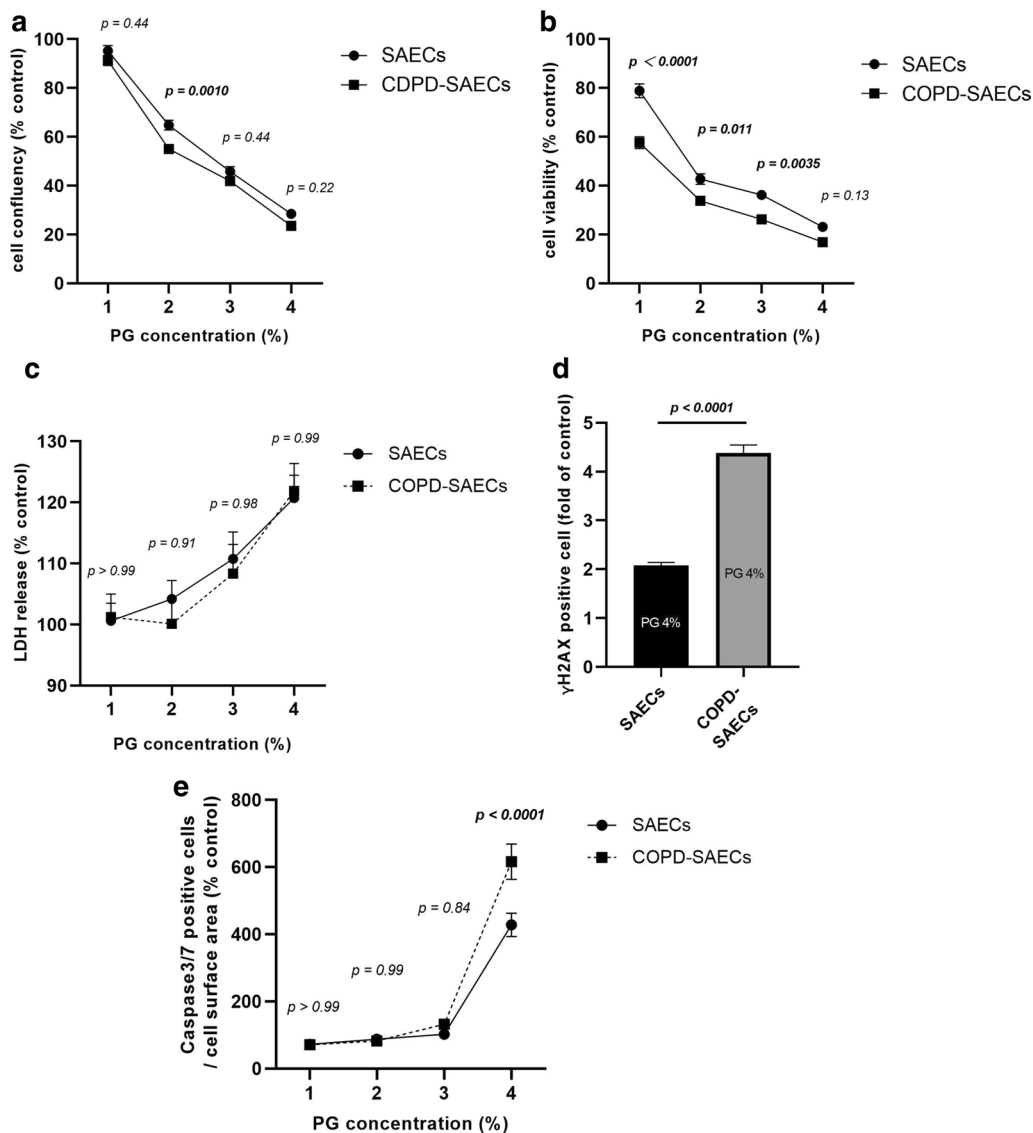 a
p = 0.44
p = 0.0010
p = 0.44
p = 0.22
100
80
60
40
20
0
cell confluency (% control)
1 2 3 4
PG concentration (%)
SAECs
CDPD-SAECs
b
p < 0.0001
p = 0.011
p = 0.0035
p = 0.13
100
80
60
40
20
0
cell viability (% control)
1 2 3 4
PG concentration (%)
SAECs
COPD-SAECs
c
p > 0.99
p = 0.91
p = 0.98
p = 0.99
130
120
110
100
90
LDH release (% control)
1 2 3 4
PG concentration (%)
SAECs
COPD-SAECs
d
p < 0.0001
5
4
3
2
1
0
γH2AX positive cell (fold of control)
PG 4%
PG 4%
SAECs
COPD-
SAECs
e
p > 0.99
p = 0.99
p = 0.84
p < 0.0001
800
600
400
200
0
Caspase3/7 positive cells
/ cell surface area (% control)
1 2 3 4
PG concentration (%)
SAECs
COPD-SAECs